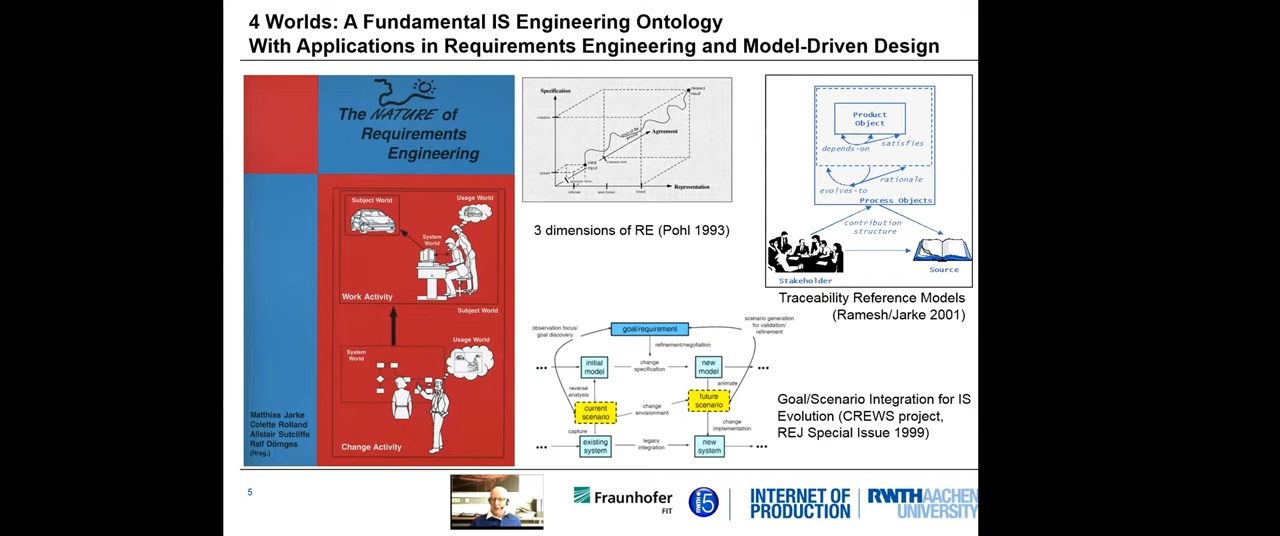 4 Worlds: A Fundamental IS Engineering Ontology
With Applications in Requirements Engineering and Model-Driven Design
The NATURE of
Requirements
Engineering
Subject World
Usage World
System
World
Work Activity
Subject World
System
World
Usage World
Change Activity
Matthias Jarke
Colette Rolland
Alistair Sutcliffe
Ralf Dömges
(Hrsg.)
Specification
Agreement
Representation
3 dimensions of RE (Pohl 1993)
Product
Object
depends-on
satisfies
evolves-to
rationale
Process Objects
contribution
structure
Stakeholder
Source
Traceability Reference Models
(Ramesh/Jarke 2001)
observation focus/
goal discovery
goal/requirement
scenario generation
for validation/
refinement
refinement/negotiation
initial
model
change
specification
new
model
reverse
analysis
animate
current
scenario
change
envisionment
future
scenario
capture
change
implementation
existing
system
legacy
integration
new
system
Goal/Scenario Integration for IS
Evolution (CREWS project,
REJ Special Issue 1999)
5
Fraunhofer
FIT
INTERNET OF
PRODUCTION
RWTH AACHEN
UNIVERSITY